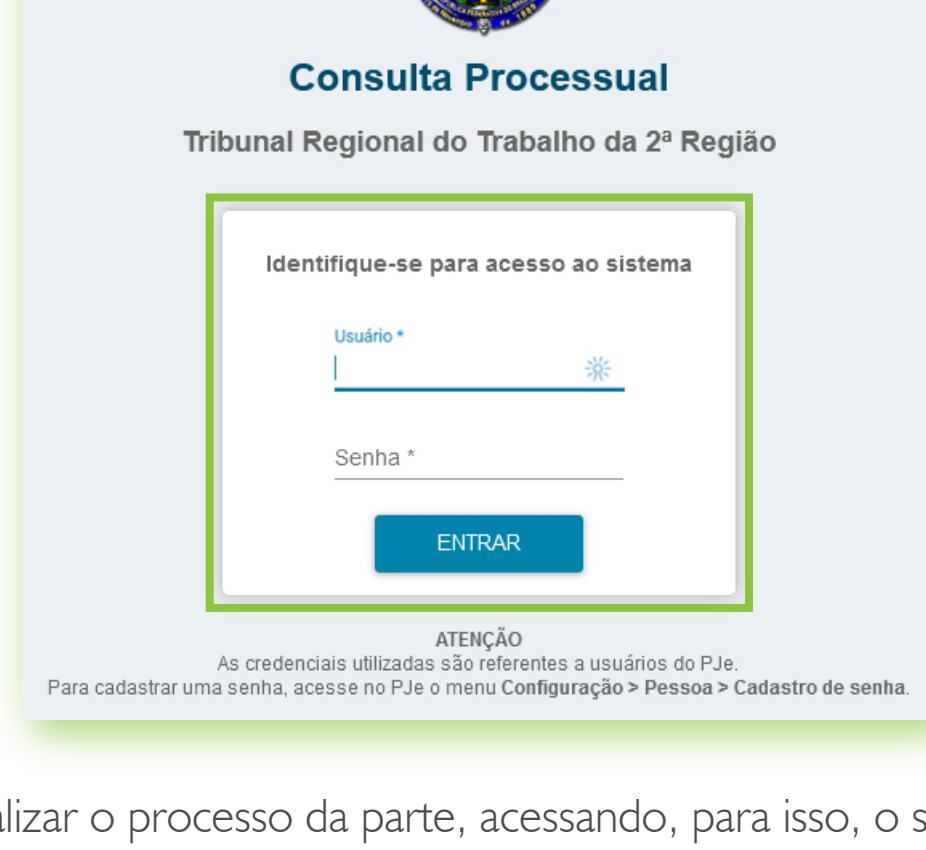 Consulta Processual
Tribunal Regional do Trabalho da 2ª Região
Identifique-se para acesso ao sistema
Usuário *
Senha *
ENTRAR
ATENÇÃO
As credenciais utilizadas são referentes a usuários do PJe.
Para cadastrar uma senha, acesse no PJe o menu Configuração > Pessoa > Cadastro de senha.
alizar o processo da parte, acessando, para isso, o s